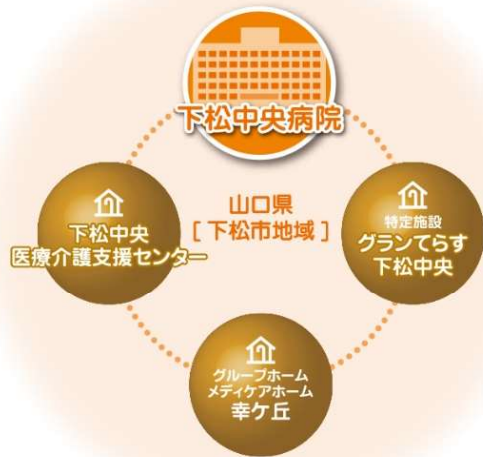 下松中央病院
山口県
[ 下松市地域 ]
下松中央
医療介護支援センター
特定施設
グランてらす
下松中央
グループホーム
メディケアホーム
幸ケ丘